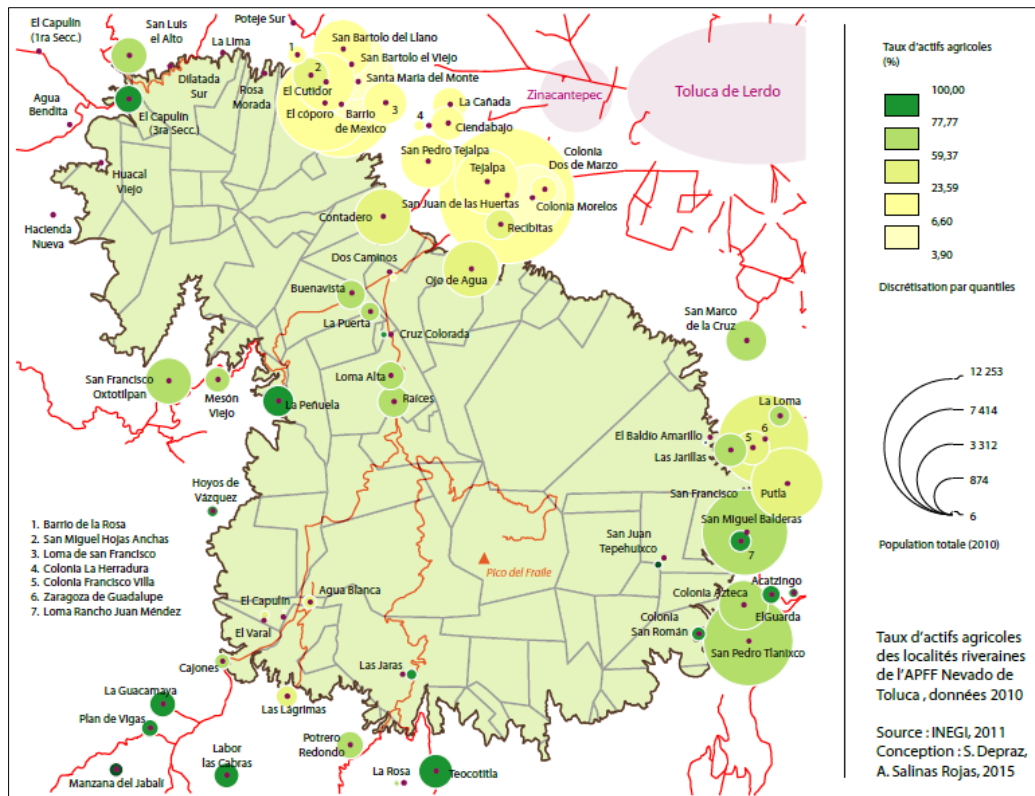 El Capulin
(1ra Secc.)
San Luis
el Alto
La Lima
Poteje Sur
Dilatada
Sur
Rosa
Morada
Agua
Bendita
El Capulin
(3ra Secc.)
Huacal
Viejo
Hacienda
Nueva
1
San Bartolo del Llano
San Bartolo el Viejo
2
Santa Maria del Monte
El Cutidor
El cóporo
Barrio
de Mexico
3
4
La Cañada
Ciendabajo
Zinacantepec
Toluca de Lerdo
San Pedro Tejalpa
Tejalpa
Colonia
Dos de Marzo
San Juan de las Huertas
Colonia Morelos
Recibitas
Contadero
Dos Caminos
Ojo de Agua
Buenavista
La Puerta
Cruz Colorada
San Marco
de la Cruz
San Francisco
Oxtotilpan
Mesón
Viejo
La Peñuela
Loma Alta
Raíces
La Loma
El Baldio Amarillo
5
6
Las Jarillas
San Francisco
Putla
San Miguel Balderas
7
Hoyos de
Vázquez
San Juan
Tepehuixco
Pico del Fraile
1. Barrio de la Rosa
2. San Miguel Hojas Anchas
3. Loma de san Francisco
4. Colonia La Herradura
5. Colonia Francisco Villa
6. Zaragoza de Guadalupe
7. Loma Rancho Juan Méndez
El Capulin
Agua Blanca
El Varal
Acatzingo
Colonia Azteca
ElGuarda
Colonia
San Román
San Pedro Tlanixco
Cajones
Las Jaras
La Guacamaya
Las Lágrimas
Plan de Vigas
Labor
las Cabras
Potrero
Redondo
Manzana del Jabalí
La Rosa
Teocotitla
Taux d'actifs agricoles
(%)
100,00
77,77
59,37
23,59
6,60
3,90
Discrétisation par quantiles
12 253
7 414
3 312
874
6
Population totale (2010)
Taux d'actifs agricoles
des localités riveraines
de l'APFF Nevado de
Toluca , données 2010
Source : INEGI, 2011
Conception : S. Depraz,
A. Salinas Rojas, 2015